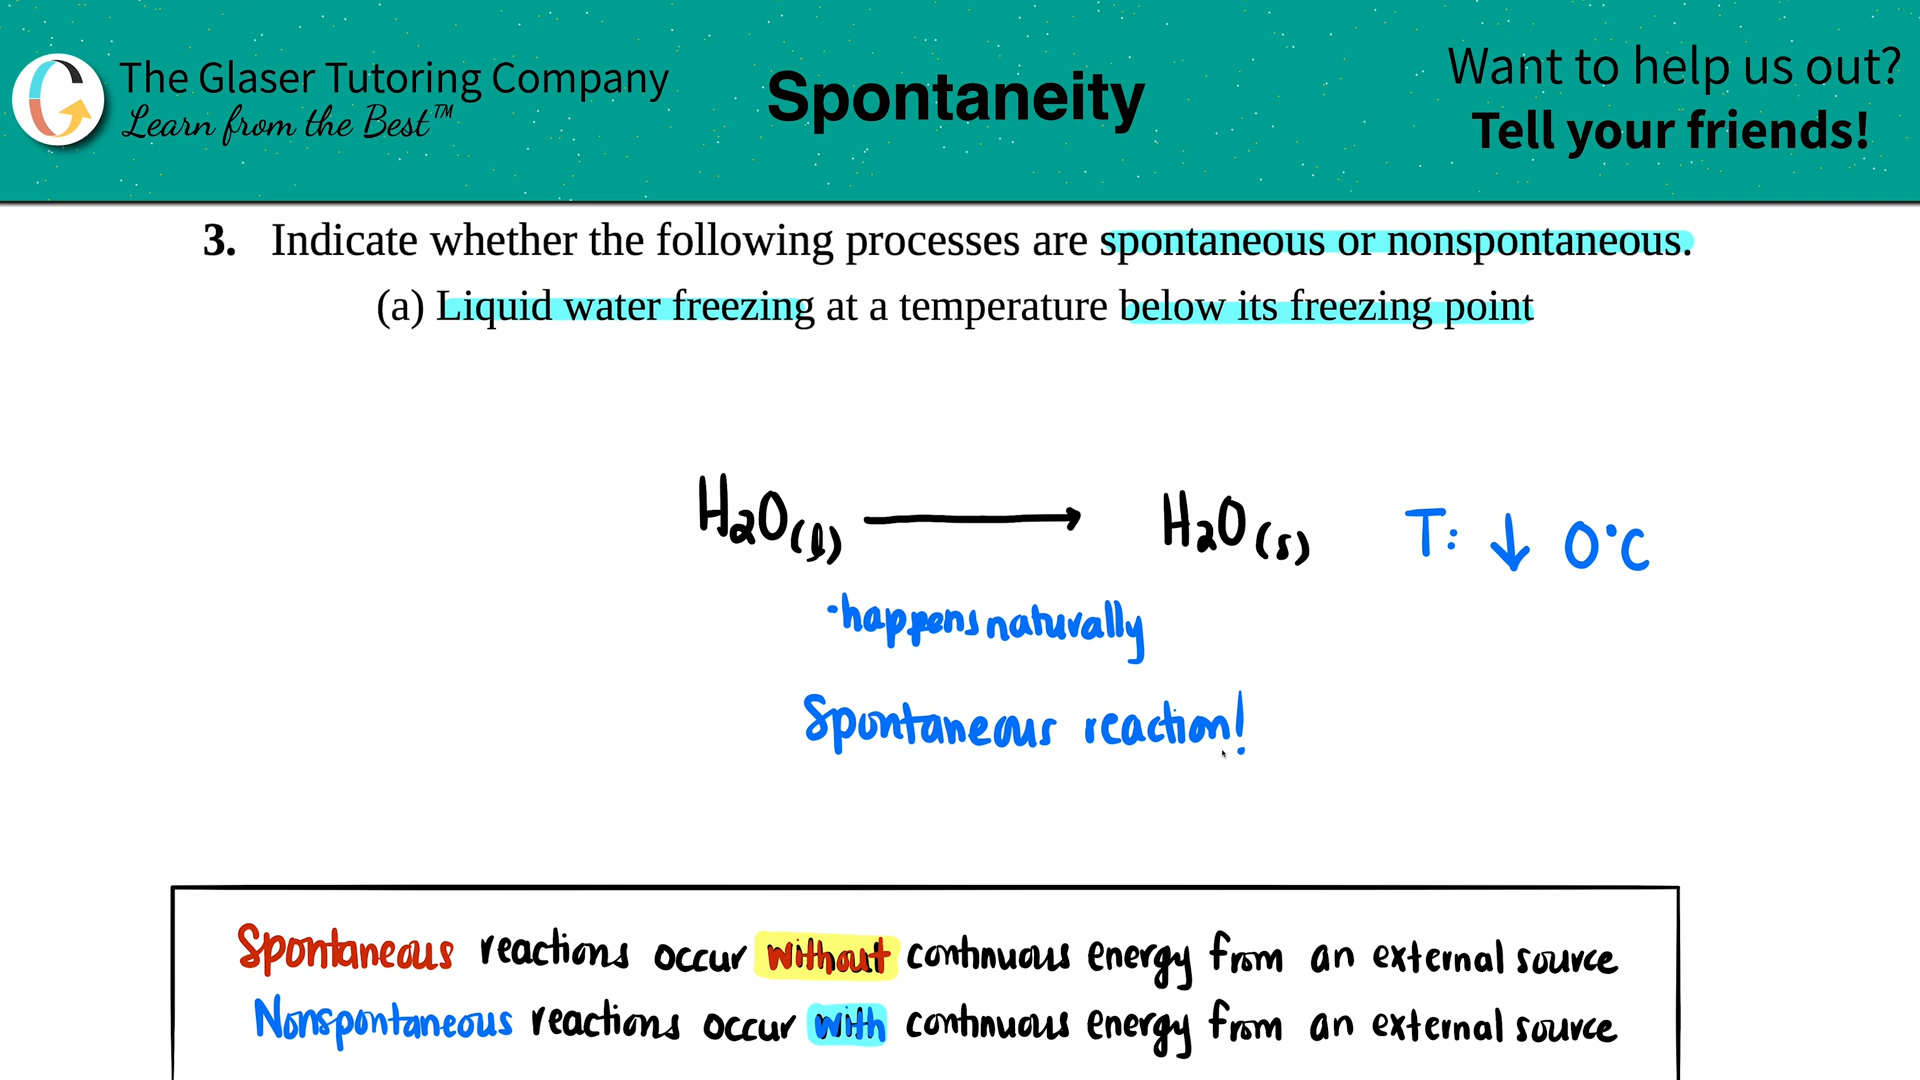 The Glaser Tutoring Company
Learn from the Best™
Spontaneity
Want to help us out?
Tell your friends!
3. Indicate whether the following processes are spontaneous or nonspontaneous.
(a) Liquid water freezing at a temperature below its freezing point
H₂O(l) ⟶ H₂O(s) T: ↓ 0°C
·happens naturally
Spontaneous reaction!
Spontaneous reactions occur without continuous energy from an external source
Nonspontaneous reactions occur with continuous energy from an external source